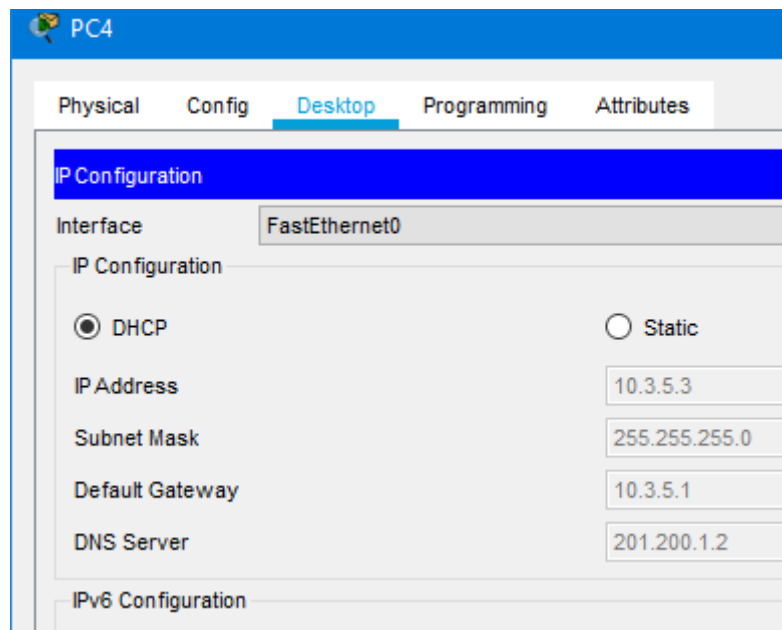 PC4
Physical Config Desktop Programming Attributes
IP Configuration
Interface FastEthernet0
IP Configuration
DHCP Static
IP Address 10.3.5.3
Subnet Mask 255.255.255.0
Default Gateway 10.3.5.1
DNS Server 201.200.1.2
IPv6 Configuration